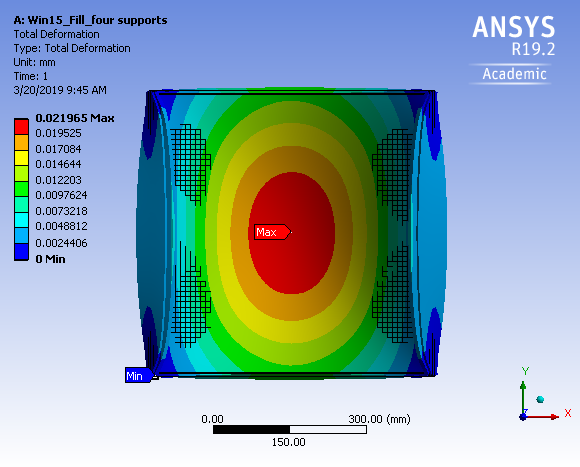 A: Win15_Fill_four supports
Total Deformation
Type: Total Deformation
Unit: mm
Time: 1
3/20/2019 9:45 AM
ANSYS
R19.2
Academic
0.021965 Max
0.019525
0.017084
0.014644
0.012203
0.0097624
0.0073218
0.0048812
0.0024406
0 Min
Max
Min
0.00
300.00 (mm)
150.00
Y
X
Z